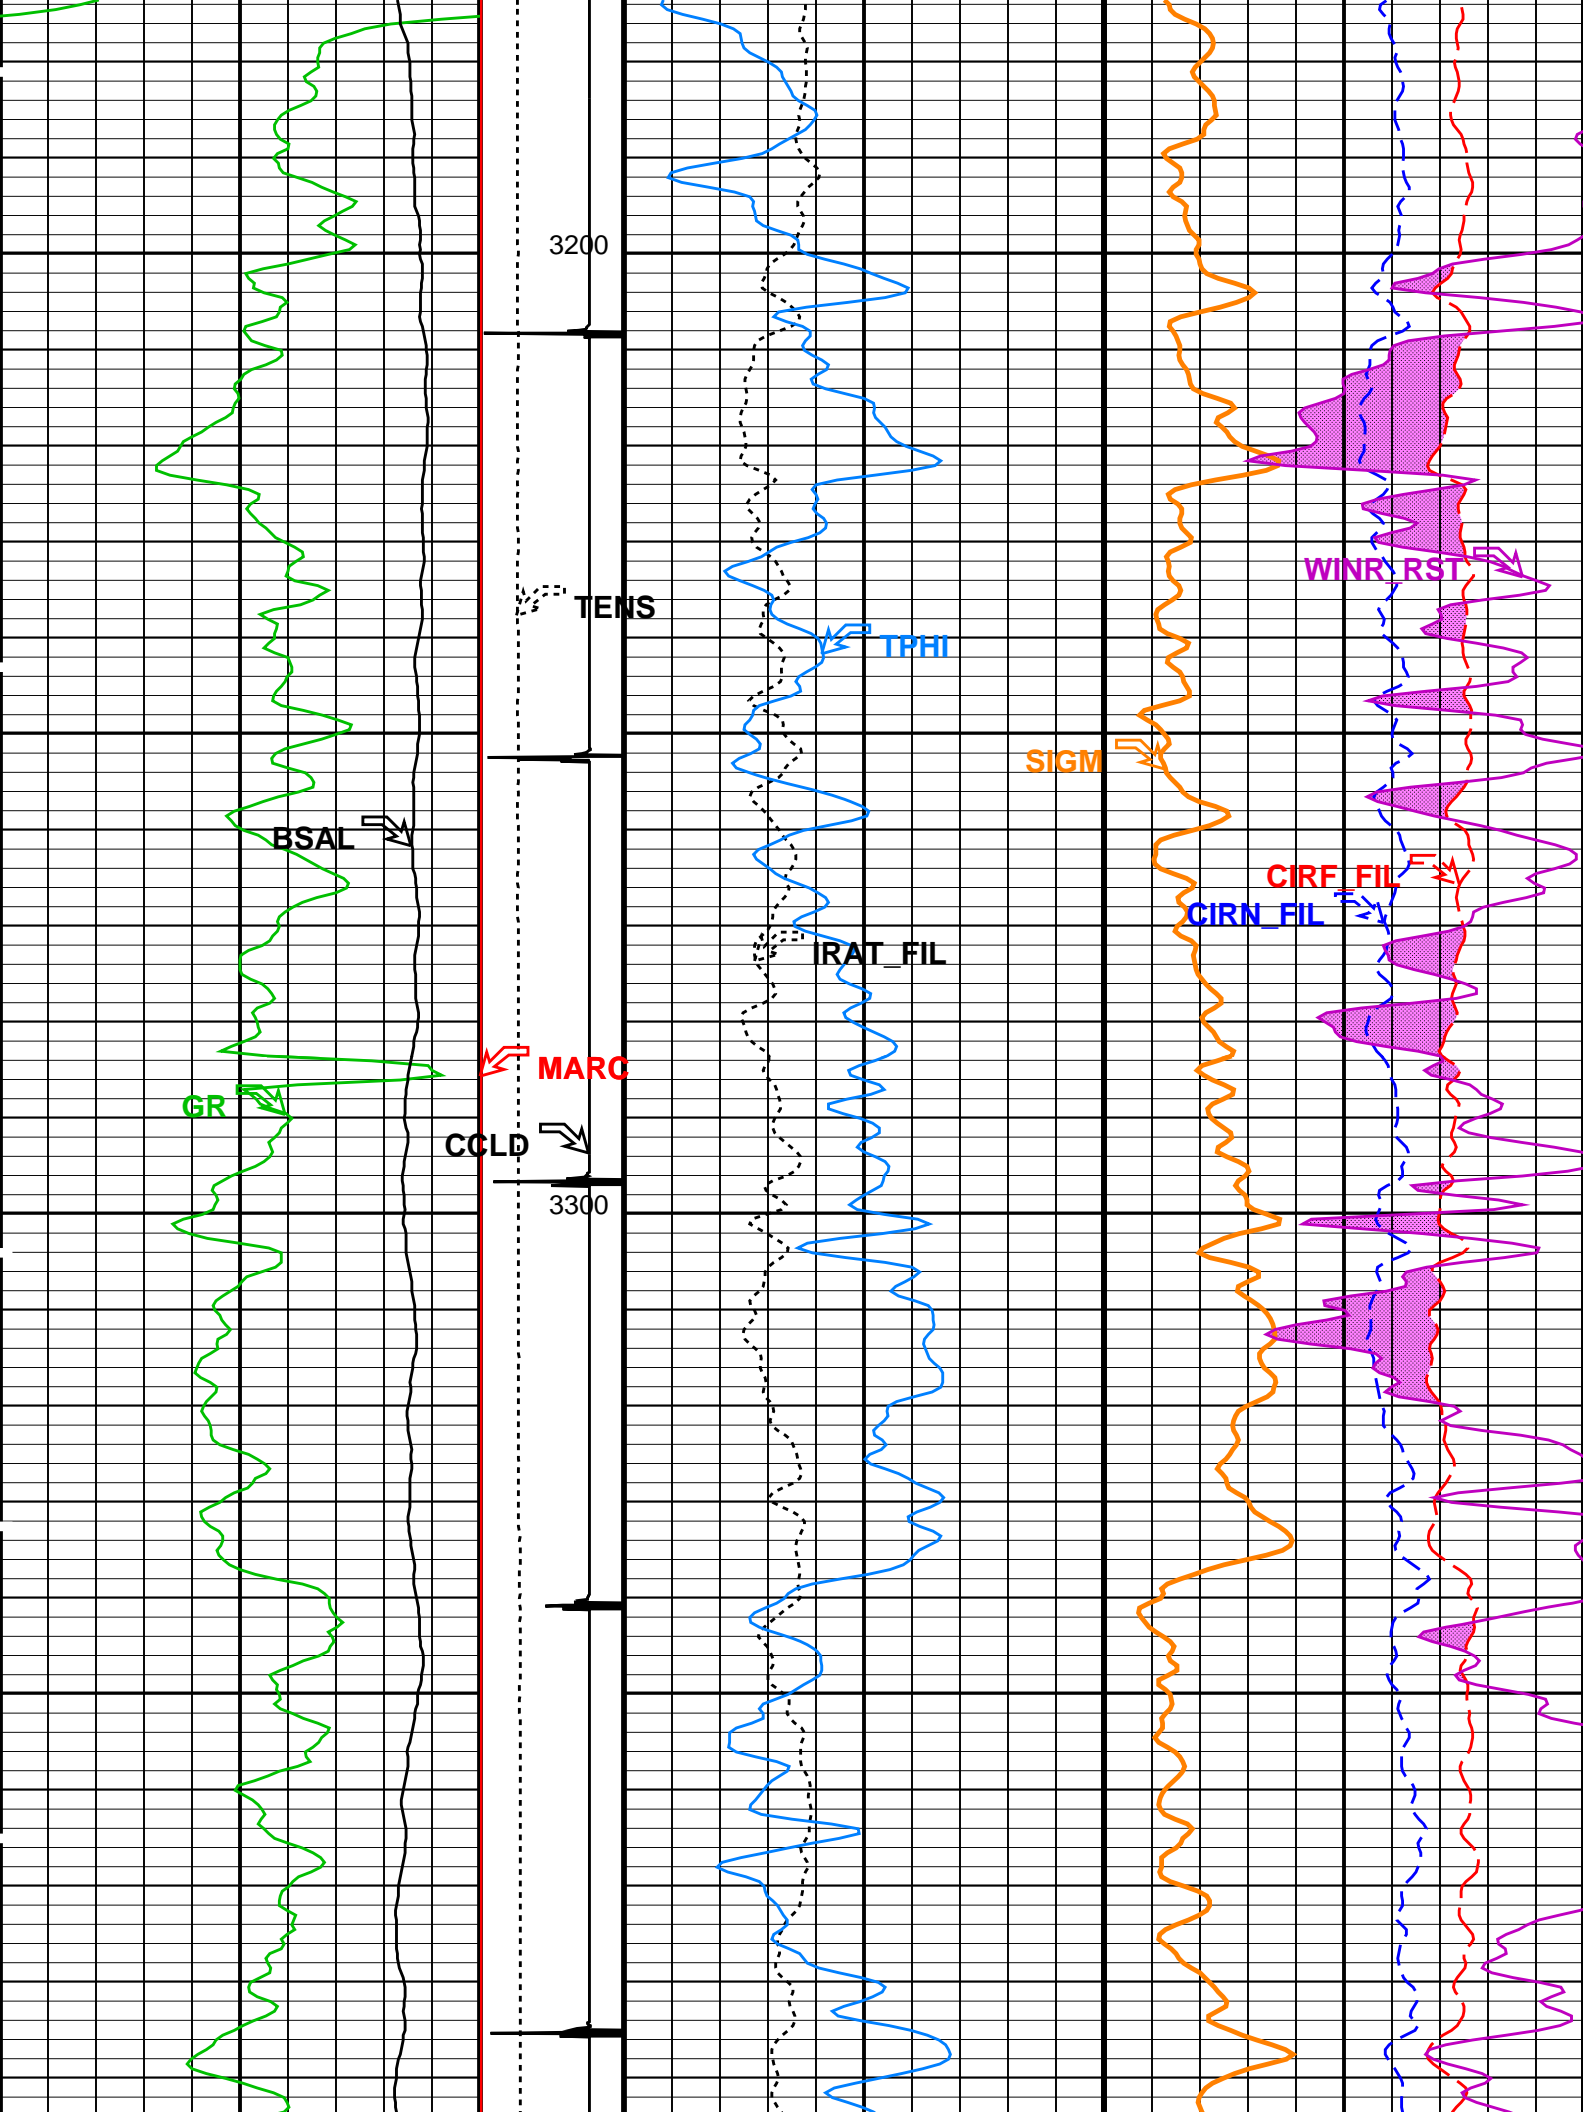 3200
WINR_RST
TENS
TPHI
SIGM
BSAL
CIRF_FIL
CIRN_FIL
IRAT_FIL
MARC
GR
CCLD
3300